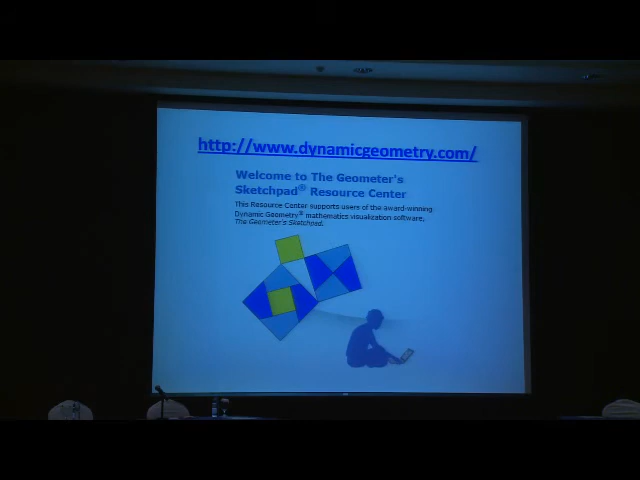 http://www.dynamicgeometry.com/
Welcome to The Geometer's
Sketchpad® Resource Center
This Resource Center supports users of the award-winning
Dynamic Geometry® mathematics visualization software,
The Geometer's Sketchpad.